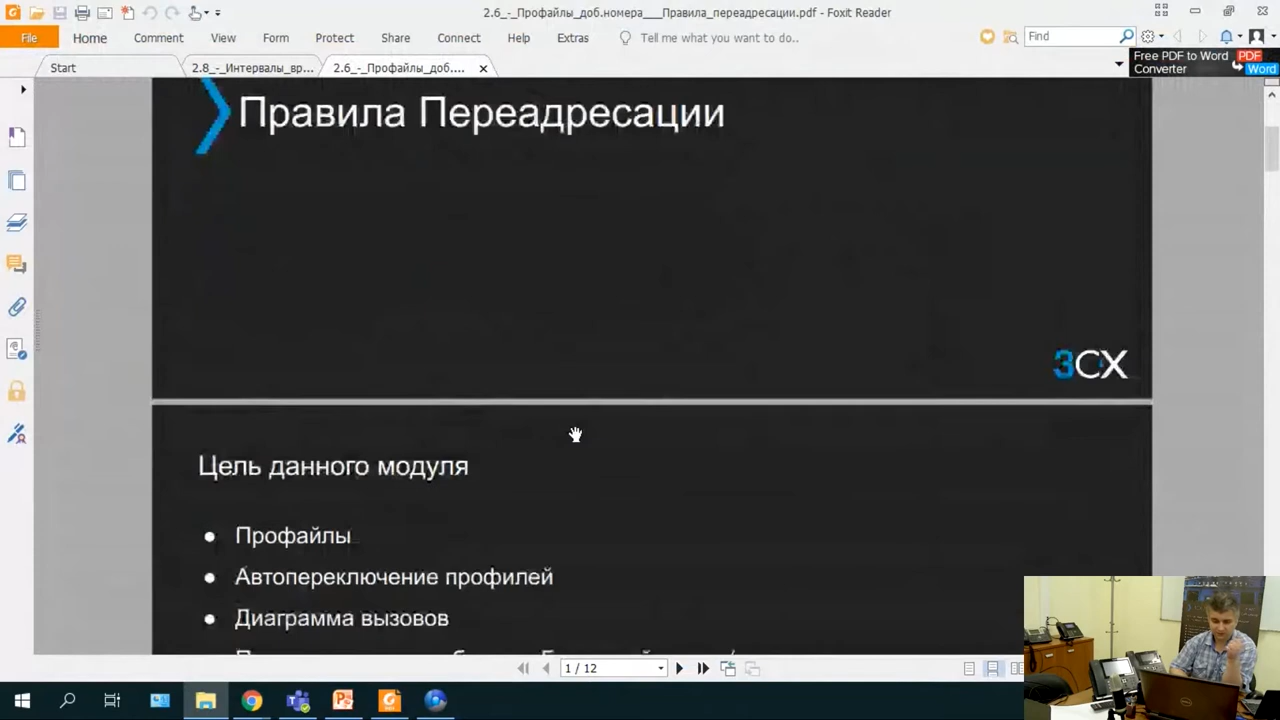 2.6_-_Профайлы_доб.номера___Правила_переадресации.pdf - Foxit Reader
File
Home
Comment
View
Form
Protect
Share
Connect
Help
Extras
Tell me what you want to do..
Find
Start
2.8_-_Интервалы_вр...
2.6_-_Профайлы_доб....
Free PDF to Word
Converter
PDF
Word
Правила Переадресации
3CX
Цель данного модуля
● Профайлы
● Автопереключение профилей
● Диаграмма вызовов
1 / 12